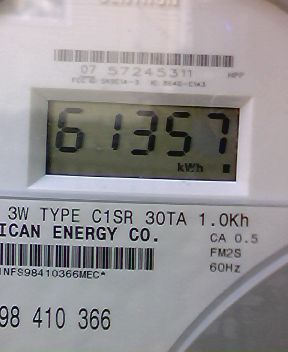 07 57245311
61357
kWh
3W TYPE C1SR 30TA 1.0Kh
ICAN ENERGY CO.
CA 0.5
FM2S
60Hz
98 410 366